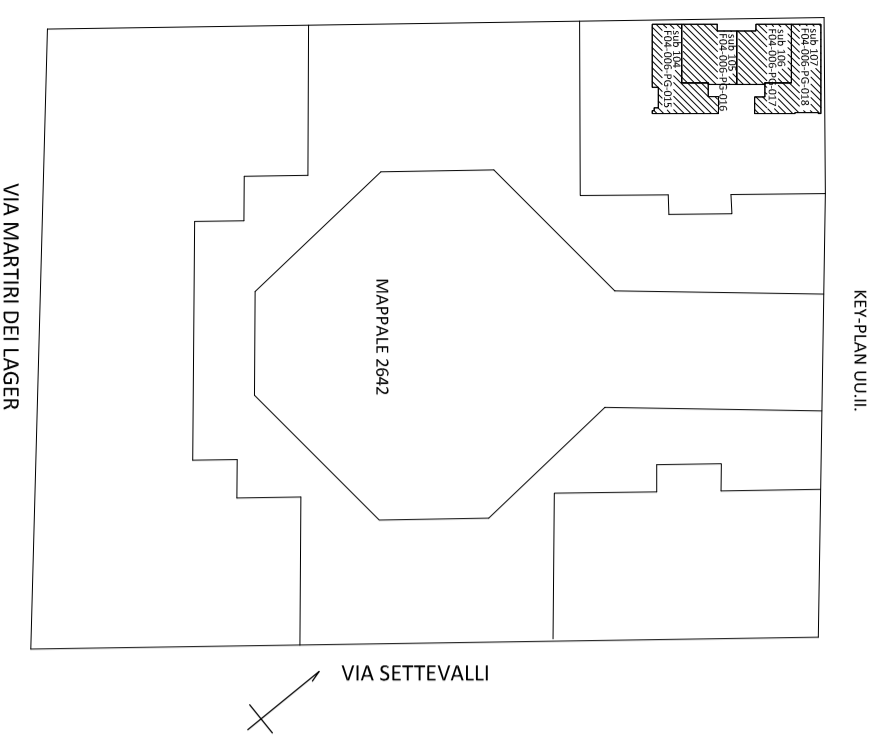 sub 107
F04-006-PG-018
sub 106
F04-006-PG-017
sub 105
F04-006-PG-016
sub 104
F04-006-PG-015
KEY-PLAN UU.II.
MAPPALE 2642
VIA MARTIRI DEI LAGER
VIA SETTEVALLI